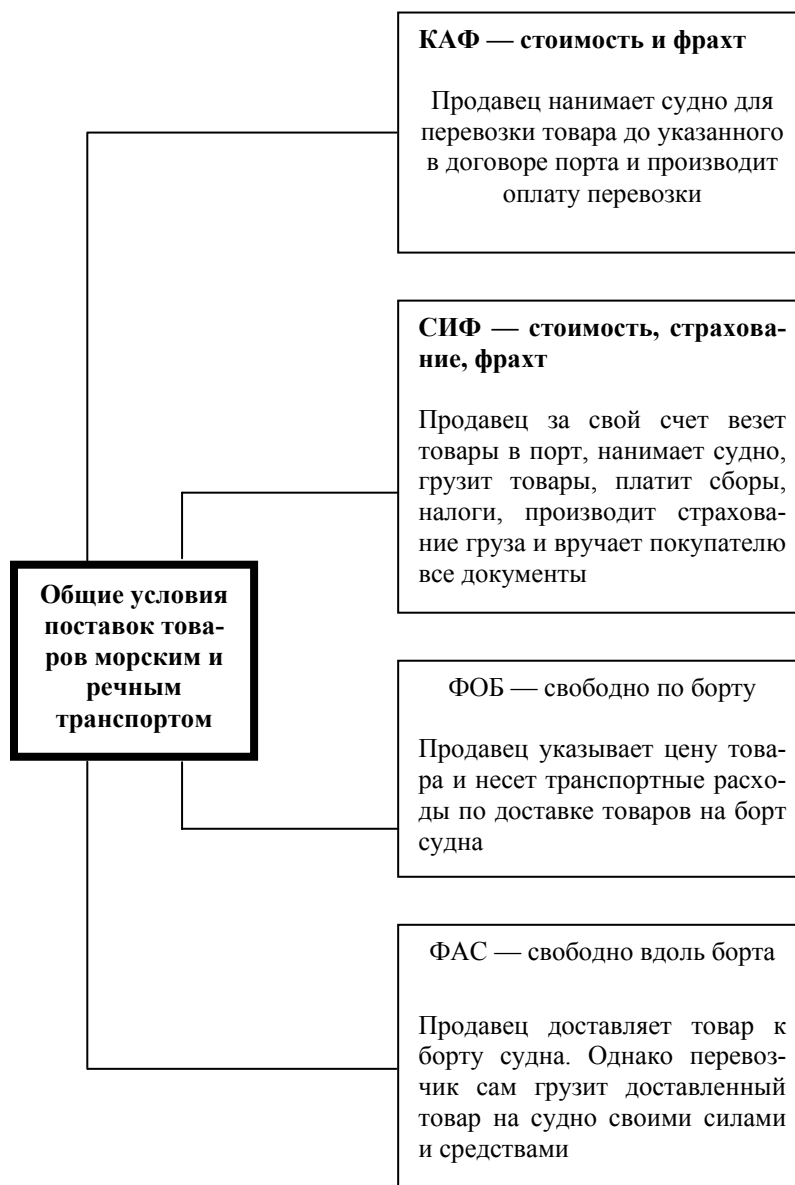 КАФ — стоимость и фрахт
Продавец нанимает судно для
перевозки товара до указанного
в договоре порта и производит
оплату перевозки
СИФ — стоимость, страхова-
ние, фрахт
Продавец за свой счет везет
товары в порт, нанимает судно,
грузит товары, платит сборы,
налоги, производит страхова-
ние груза и вручает покупателю
все документы
Общие условия
поставок това-
ров морским и
речным
транспортом
ФОБ — свободно по борту
Продавец указывает цену това-
ра и несет транспортные расхо-
ды по доставке товаров на борт
судна
ФАС — свободно вдоль борта
Продавец доставляет товар к
борту судна. Однако перевоз-
чик сам грузит доставленный
товар на судно своими силами
и средствами